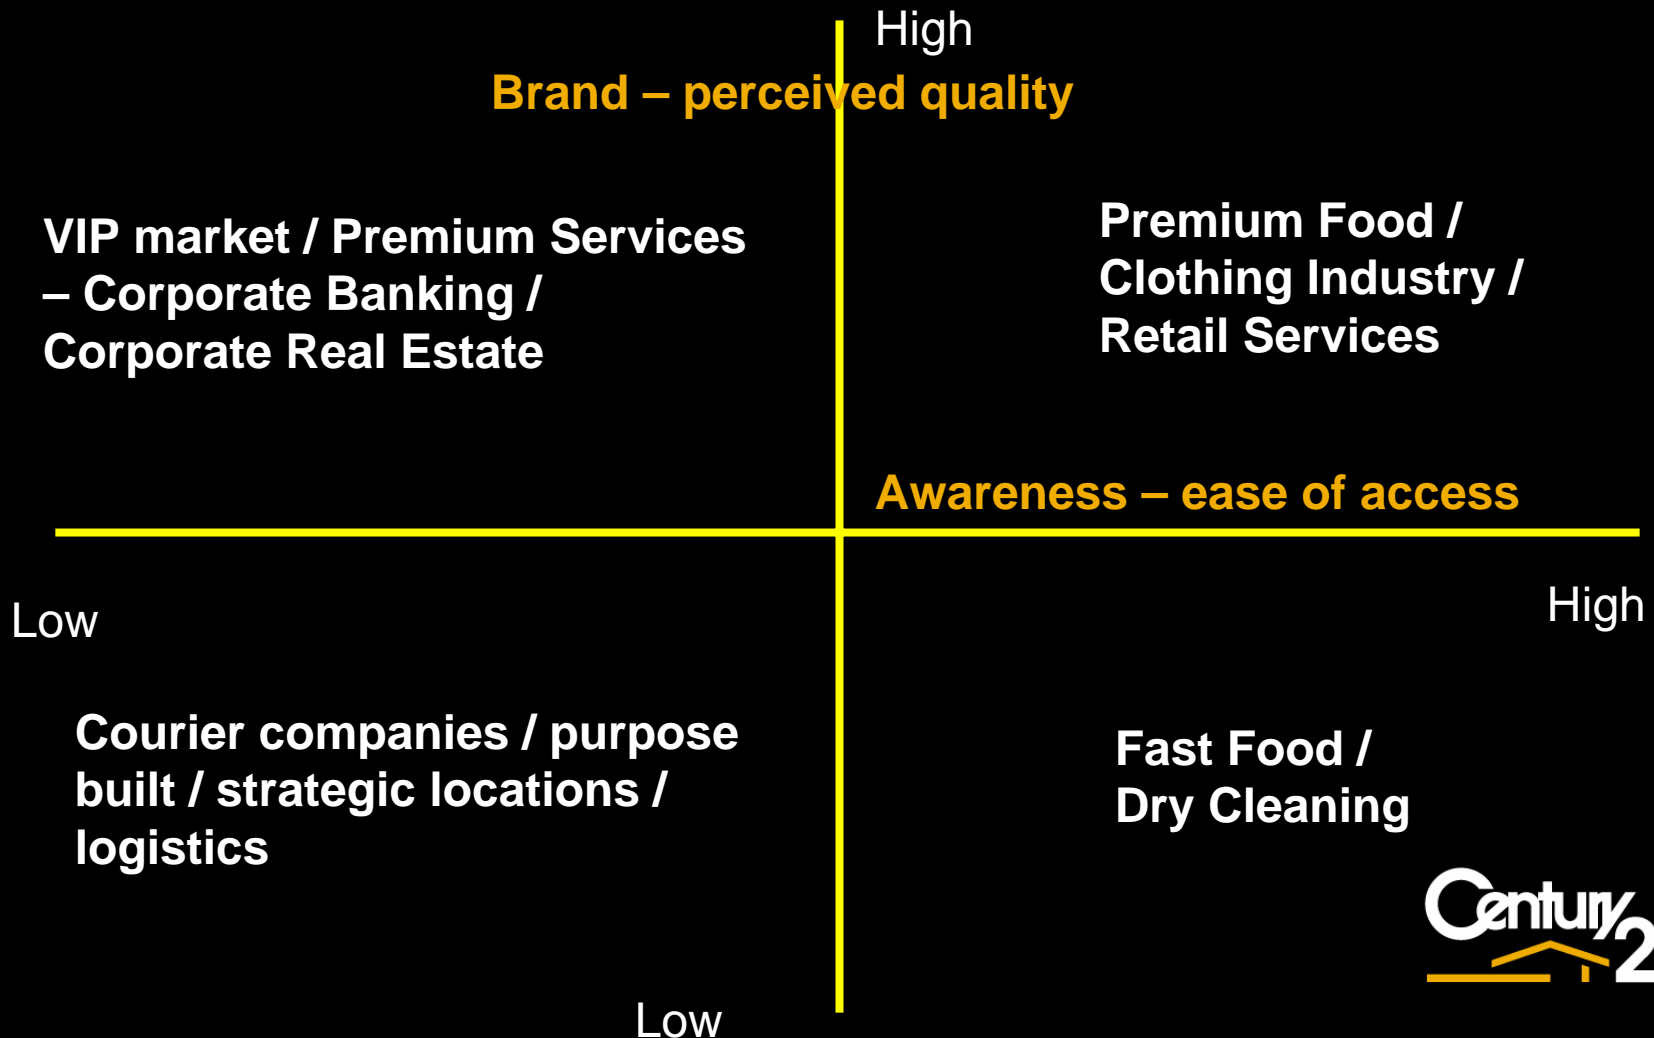 High
Brand – perceived quality
VIP market / Premium Services
– Corporate Banking /
Corporate Real Estate
Premium Food /
Clothing Industry /
Retail Services
Awareness – ease of access
Low
High
Courier companies / purpose
built / strategic locations /
logistics
Fast Food /
Dry Cleaning
Century 2
Low